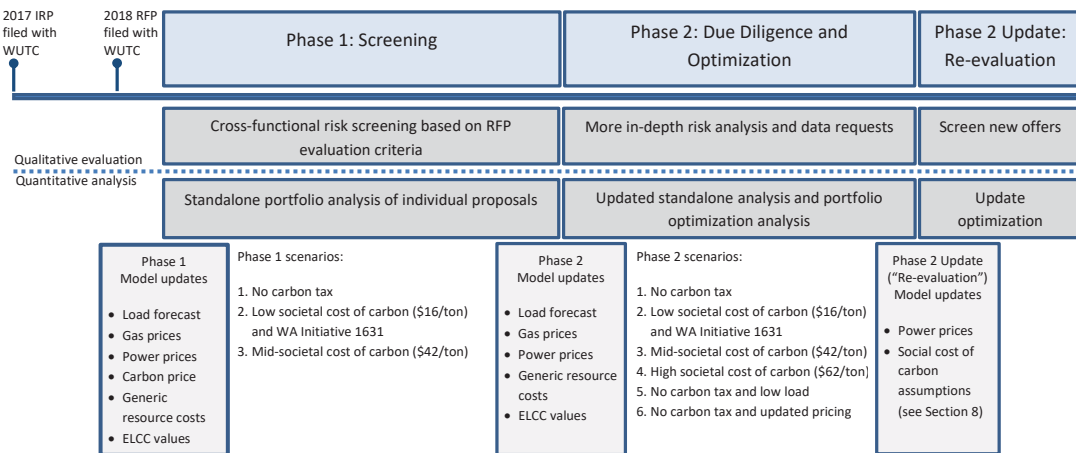 2017 IRP
filed with
WUTC
2018 RFP
filed with
WUTC
Phase 1: Screening
Phase 2: Due Diligence and
Optimization
Phase 2 Update:
Re-evaluation
Cross-functional risk screening based on RFP
evaluation criteria
More in-depth risk analysis and data requests
Screen new offers
Qualitative evaluation
Quantitative analysis
Standalone portfolio analysis of individual proposals
Updated standalone analysis and portfolio
optimization analysis
Update
optimization
Phase 1
Model updates
• Load forecast
• Gas prices
• Power prices
• Carbon price
• Generic
resource costs
• ELCC values
Phase 1 scenarios:
1. No carbon tax
2. Low societal cost of carbon ($16/ton)
and WA Initiative 1631
3. Mid-societal cost of carbon ($42/ton)
Phase 2
Model updates
• Load forecast
• Gas prices
• Power prices
• Generic resource
costs
• ELCC values
Phase 2 scenarios:
1. No carbon tax
2. Low societal cost of carbon ($16/ton)
and WA Initiative 1631
3. Mid-societal cost of carbon ($42/ton)
4. High societal cost of carbon ($62/ton)
5. No carbon tax and low load
6. No carbon tax and updated pricing
Phase 2 Update
("Re-evaluation")
Model updates
• Power prices
• Social cost of
carbon
assumptions
(see Section 8)